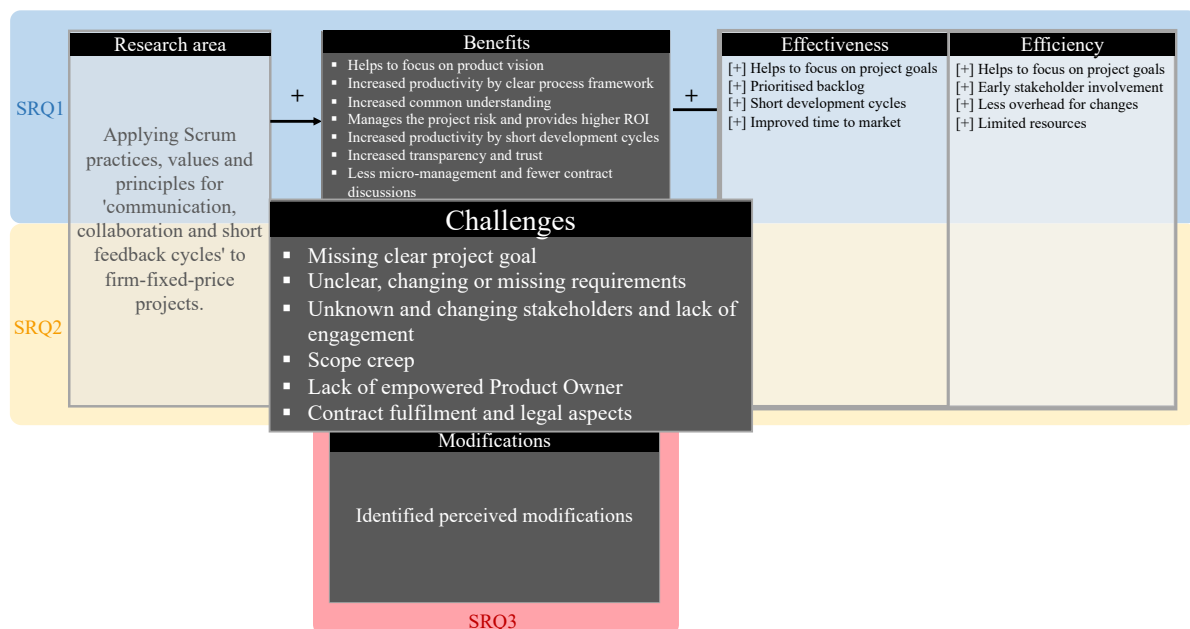 SRQ1
Research area
Applying Scrum
practices, values and
principles for
'communication,
collaboration and short
feedback cycles' to
firm-fixed-price
projects.
+
Benefits
▪ Helps to focus on product vision
▪ Increased productivity by clear process framework
▪ Increased common understanding
▪ Manages the project risk and provides higher ROI
▪ Increased productivity by short development cycles
▪ Increased transparency and trust
▪ Less micro-management and fewer contract
discussions
+
Effectiveness
[+] Helps to focus on project goals
[+] Prioritised backlog
[+] Short development cycles
[+] Improved time to market
Efficiency
[+] Helps to focus on project goals
[+] Early stakeholder involvement
[+] Less overhead for changes
[+] Limited resources
SRQ2
Challenges
▪ Missing clear project goal
▪ Unclear, changing or missing requirements
▪ Unknown and changing stakeholders and lack of
engagement
▪ Scope creep
▪ Lack of empowered Product Owner
▪ Contract fulfilment and legal aspects
Modifications
Identified perceived modifications
SRQ3